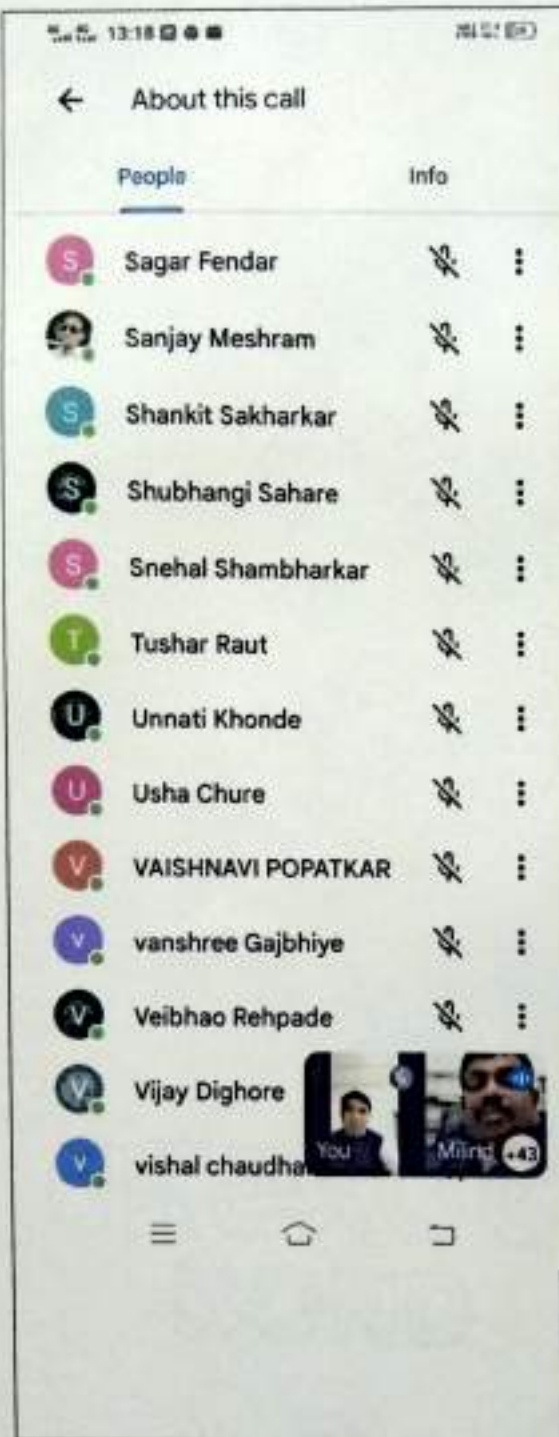 13:18
About this call
People Info
S Sagar Fendar
Sanjay Meshram
S Shankit Sakharkar
S Shubhangi Sahare
S Snehal Shambharkar
T Tushar Raut
U Unnati Khonde
U Usha Chure
V VAISHNAVI POPATKAR
v vanshree Gajbhiye
V Veibhao Rehpade
V Vijay Dighore
v vishal chaudha
You Milind +43